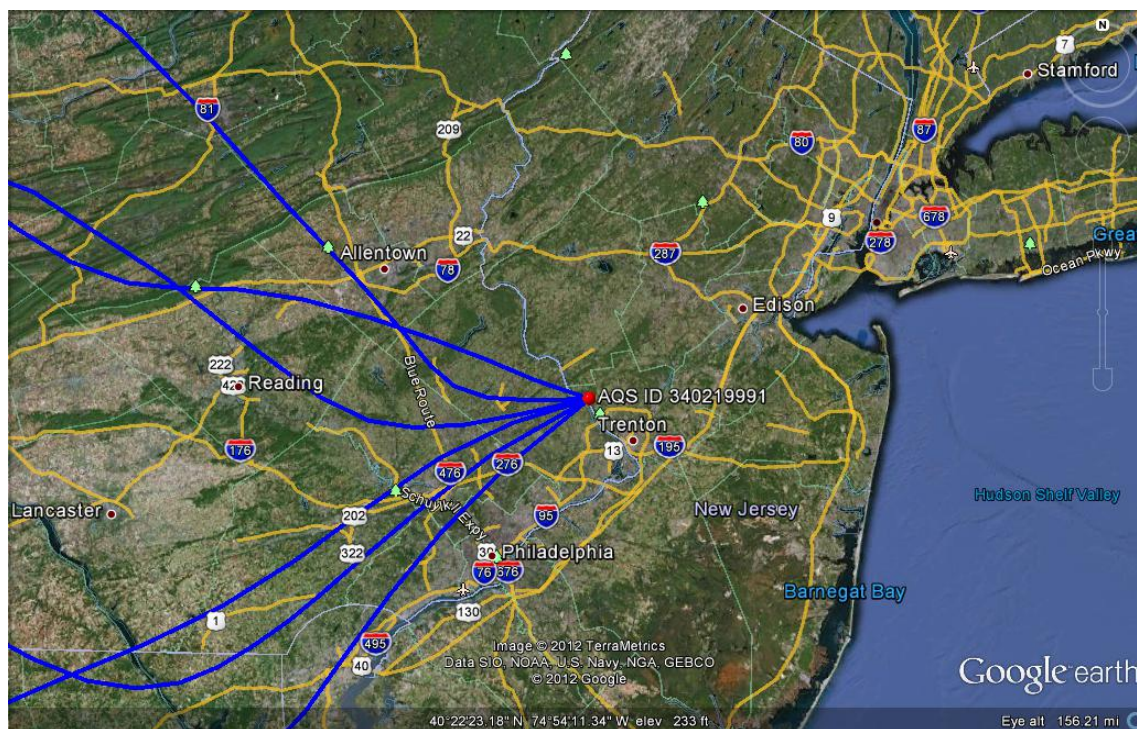 N
7
Stamford
81
209
80
87
9
678
278
Great
Ocean Pkwy
Allentown
22
78
287
Edison
222
Reading
Blue Route
AQS ID 340219991
Trenton
13
195
176
476
276
Lancaster
202
Schuylkil Expy
322
95
New Jersey
Hudson Shelf Valley
30
Philadelphia
76
676
130
1
495
40
Barnegat Bay
Image © 2012 TerraMetrics
Data SIO, NOAA, U.S. Navy, NGA, GEBCO
© 2012 Google
Google earth
40°22'23.18" N 74°54'11.34" W elev 233 ft
Eye alt 156.21 mi